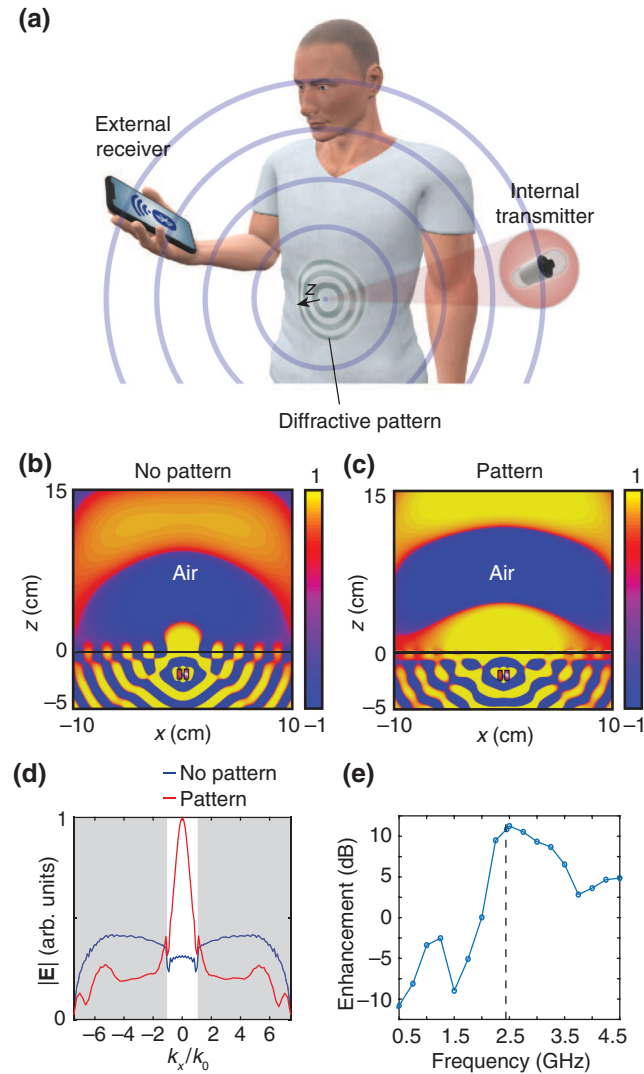 (a)
External
receiver
Internal
transmitter
z
Diffractive pattern
(b)
No pattern
1
(c)
Pattern
1
15
z (cm)
0
−5
Air
−10
x (cm)
10
−1
15
0
−5
Air
−10
x (cm)
10
−1
(d)
No pattern
Pattern
1
|E| (arb. units)
0
−6 −4 −2 0 2 4 6
kx/k0
(e)
Enhancement (dB)
10
5
0
−5
−10
0.5 1.5 2.5 3.5 4.5
Frequency (GHz)